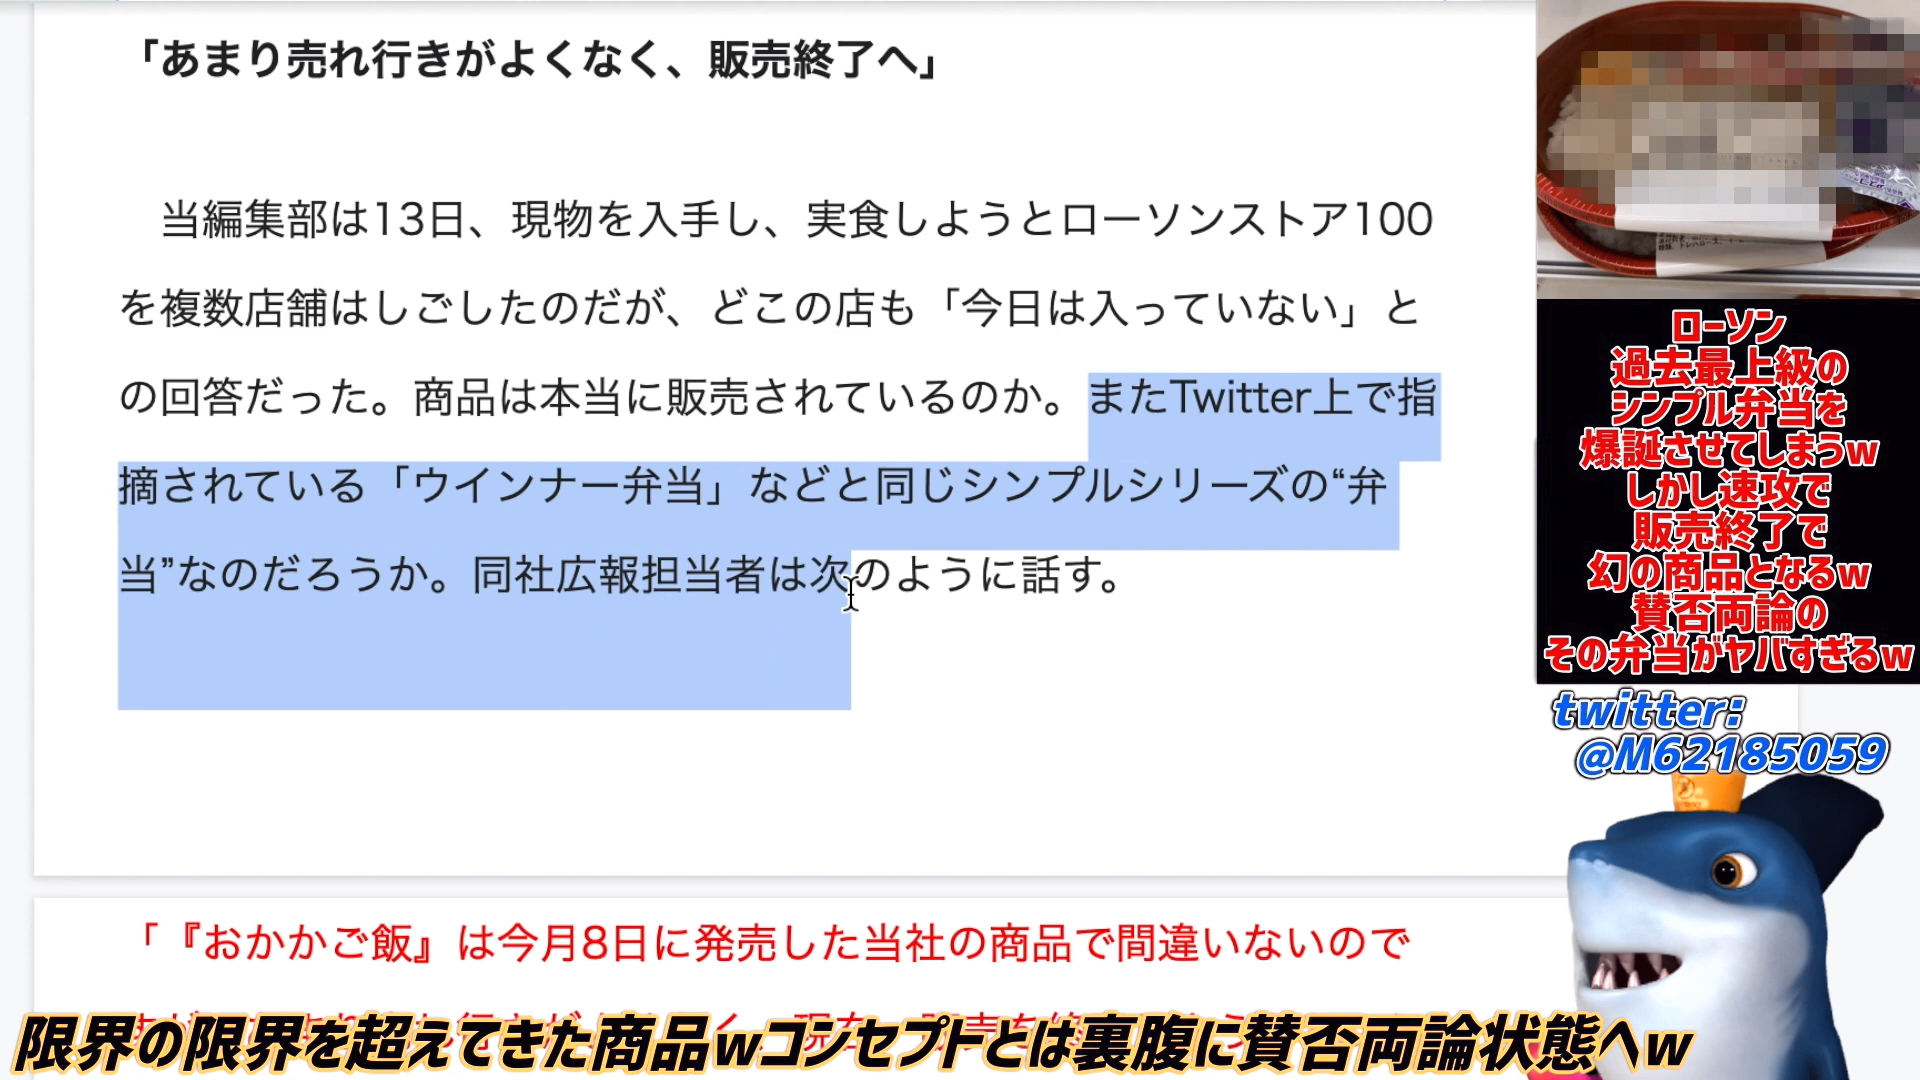 「あまり売れ行きがよくなく、販売終了へ」
当編集部は13日、現物を入手し、実食しようとローソンストア100
を複数店舗はしごしたのだが、どこの店も「今日は入っていない」と
の回答だった。商品は本当に販売されているのか。またTwitter上で指
摘されている「ウインナー弁当」などと同じシンプルシリーズの“弁
当”なのだろうか。同社広報担当者は次のように話す。
「『おかかご飯』は今月8日に発売した当社の商品で間違いないので
限界の限界を超えてきた商品wコンセプトとは裏腹に賛否両論状態へw
ローソン
過去最上級の
シンプル弁当を
爆誕させてしまうw
しかし速攻で
販売終了で
幻の商品となるw
賛否両論の
その弁当がヤバすぎるw
twitter:
@M62185059